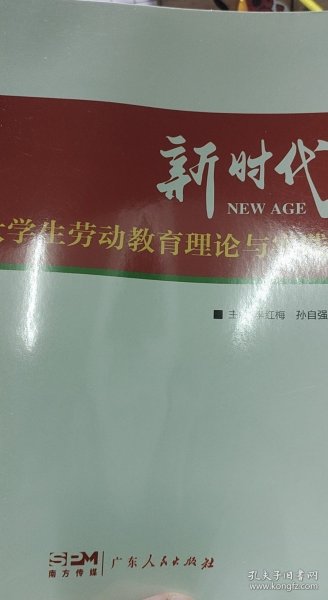 新时代
NEW AGE
大学生劳动教育理论与
■ 主 红梅 孙自强
SPM
南方传媒
广东人民出版社
孔夫子旧书网